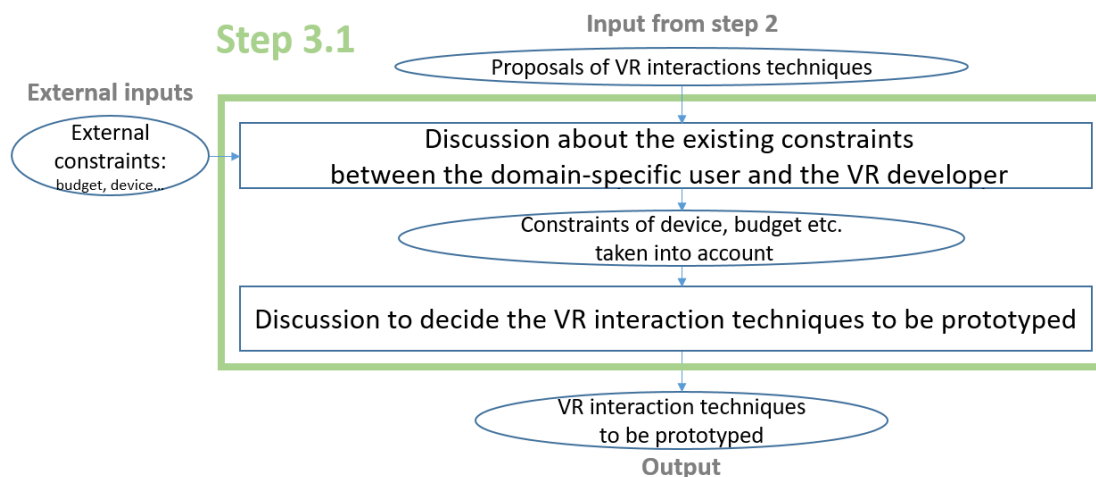 Step 3.1
Input from step 2
Proposals of VR interactions techniques
External inputs
External
constraints:
budget, device...
Discussion about the existing constraints
between the domain-specific user and the VR developer
Constraints of device, budget etc.
taken into account
Discussion to decide the VR interaction techniques to be prototyped
VR interaction techniques
to be prototyped
Output